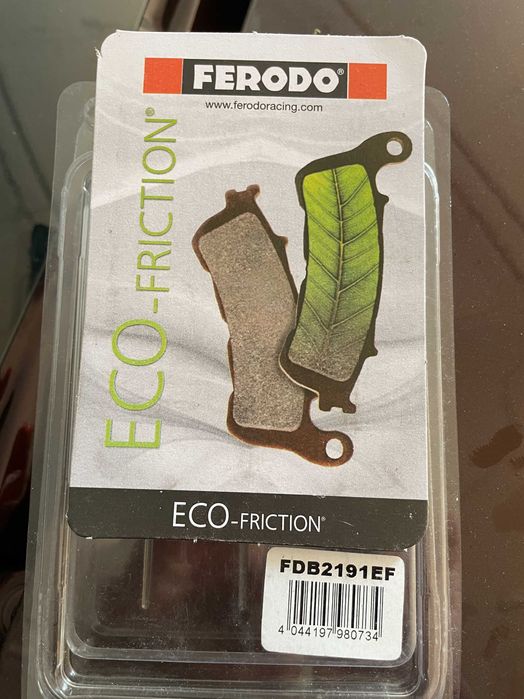 FERODO®
www.ferodoracing.com
ECO-FRICTION®
ECO-FRICTION®
FDB2191EF
4 044197 980734